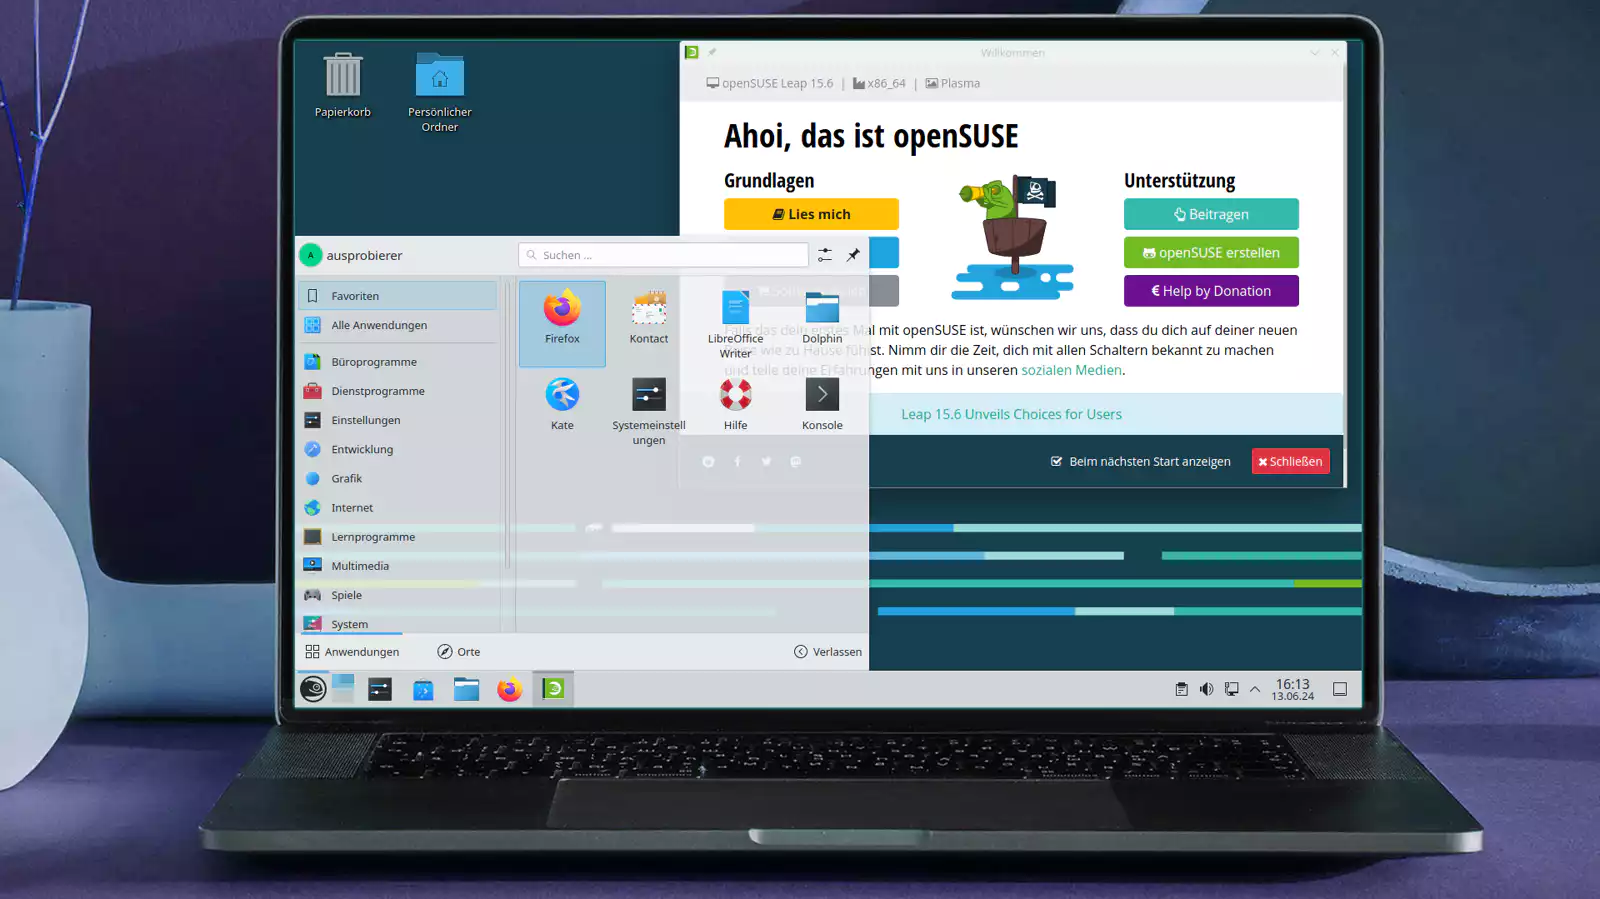 Papierkorb
Persönlicher
Ordner
Willkommen
openSUSE Leap 15.6 | x86_64 | Plasma
Ahoi, das ist openSUSE
Grundlagen
Unterstützung
Lies mich
Beitragen
openSUSE erstellen
€ Help by Donation
Falls das dein erstes Mal mit openSUSE ist, wünschen wir uns, dass du dich auf deiner neuen
wie zu Hause fühlst. Nimm dir die Zeit, dich mit allen Schaltern bekannt zu machen
und teile deine Erfahrungen mit uns in unseren sozialen Medien.
Leap 15.6 Unveils Choices for Users
Beim nächsten Start anzeigen
Schließen
A
ausprobierer
Suchen ...
Favoriten
Alle Anwendungen
Büroprogramme
Dienstprogramme
Einstellungen
Entwicklung
Grafik
Internet
Lernprogramme
Multimedia
Spiele
System
Firefox
Kontact
LibreOffice
Writer
Dolphin
Kate
Systemeinstell
ungen
Hilfe
Konsole
Anwendungen
Orte
Verlassen
16:13
13.06.24